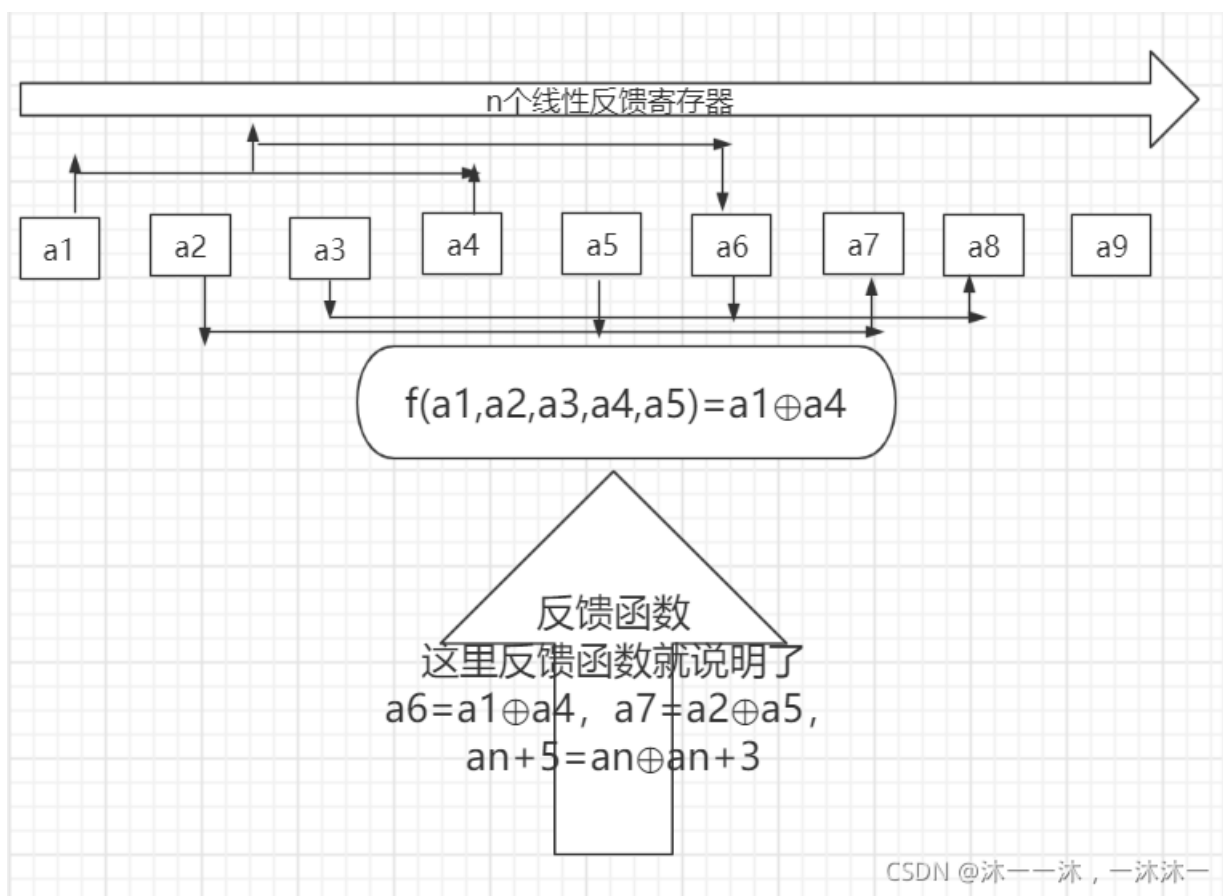 n个线性反馈寄存器
a1 a2 a3 a4 a5 a6 a7 a8 a9
f(a1,a2,a3,a4,a5)=a1⊕a4
反馈函数
这里反馈函数就说明了
a6=a1⊕a4，a7=a2⊕a5，
an+5=an⊕an+3
CSDN @沐一一沐，一沐沐一